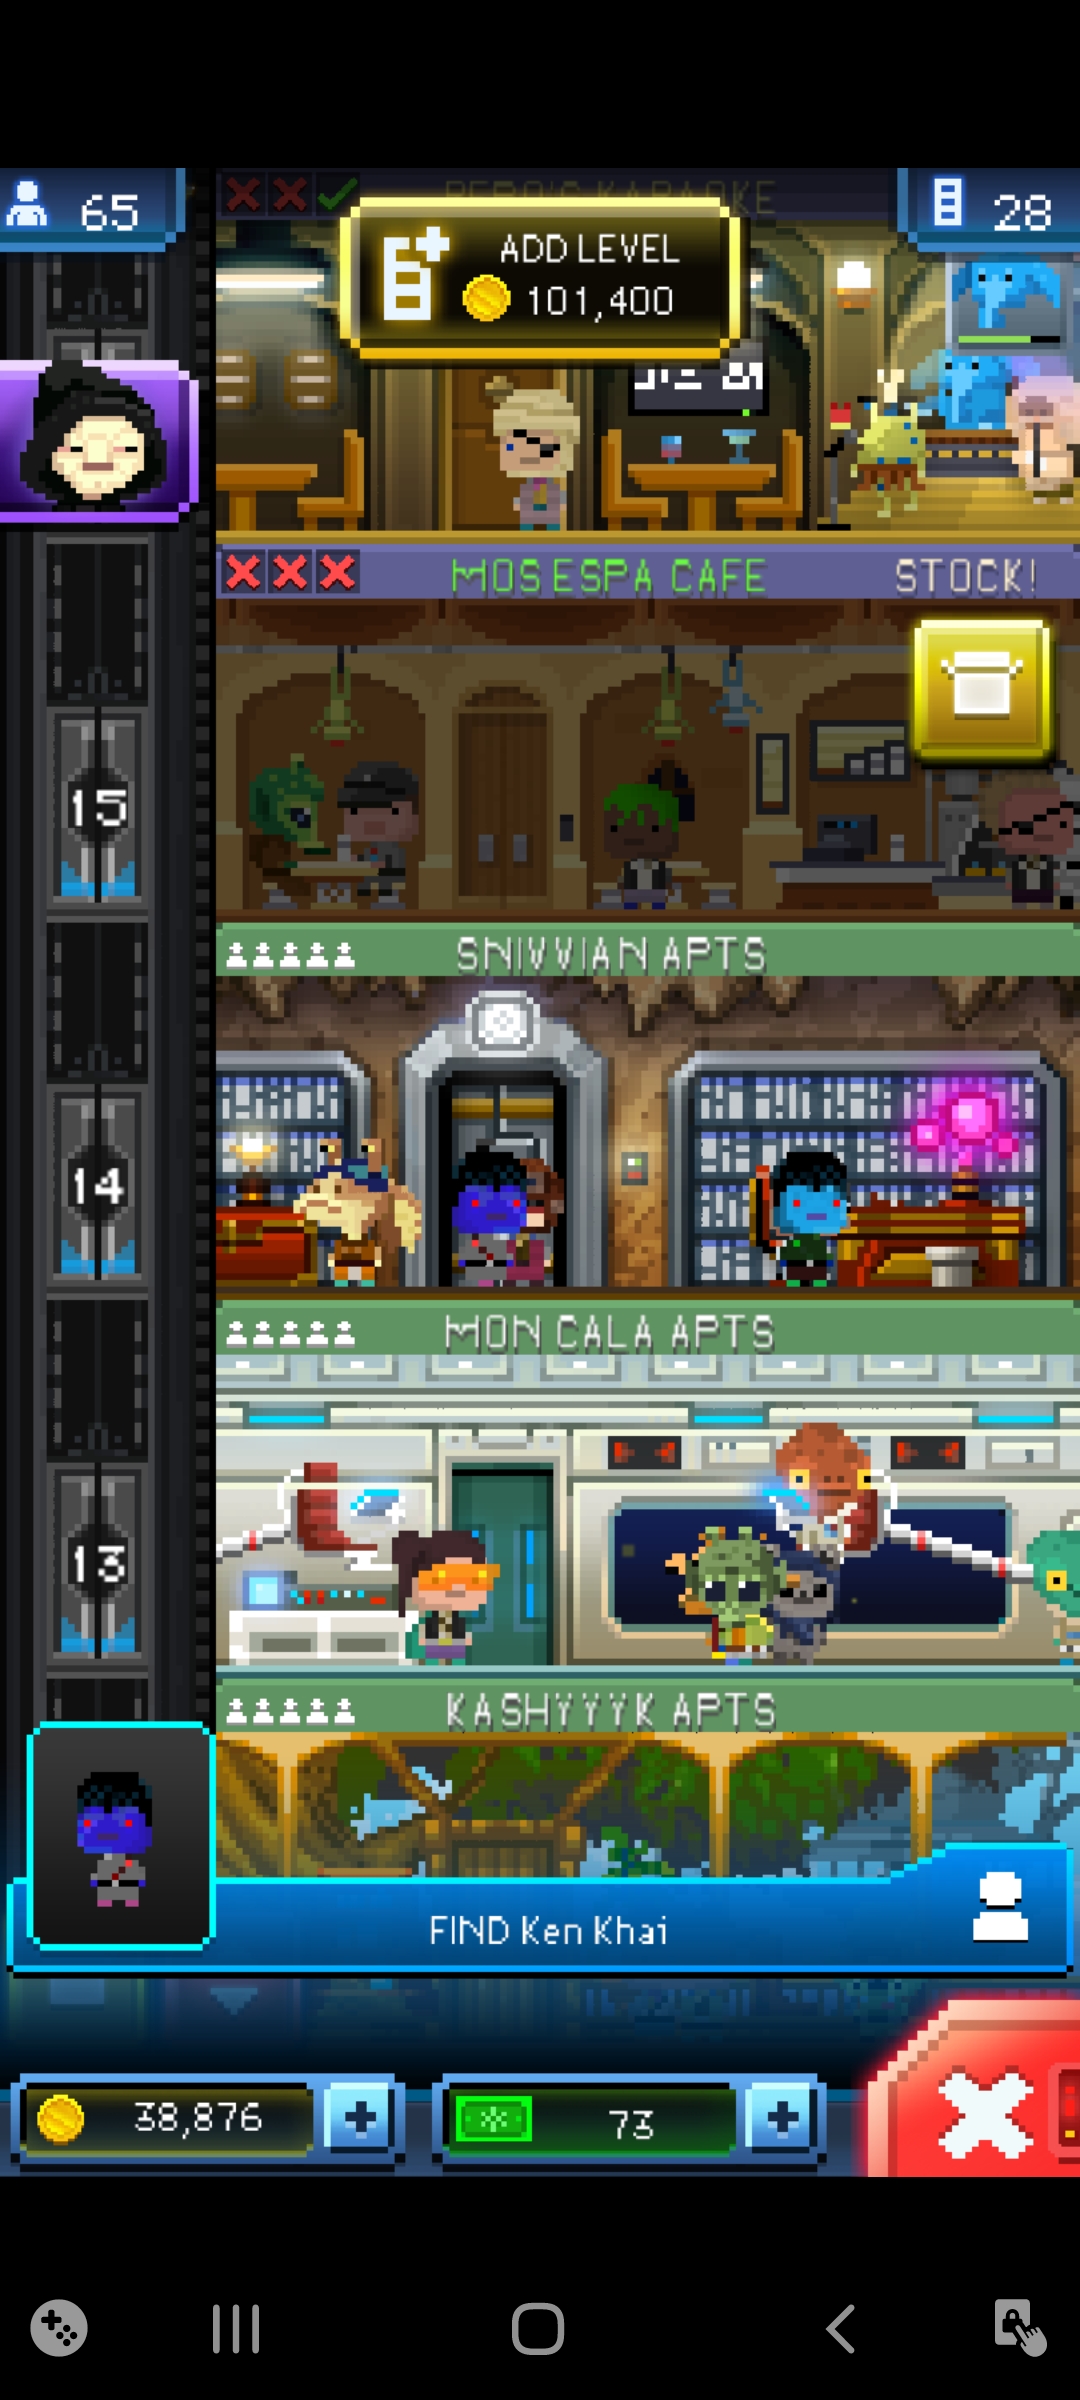 65
PEBO'S KARAOKE
28
ADD LEVEL
101,400
MOS ESPA CAFE
STOCK!
15
SNIVVIAN APTS
14
MON CALA APTS
13
KASHYYYK APTS
FIND Ken Khai
38,876
73